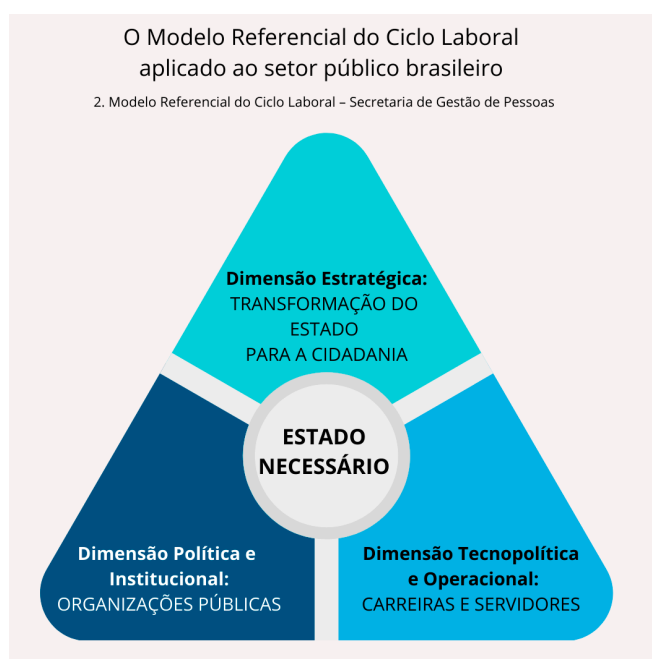 O Modelo Referencial do Ciclo Laboral
aplicado ao setor público brasileiro
2. Modelo Referencial do Ciclo Laboral – Secretaria de Gestão de Pessoas
Dimensão Estratégica:
TRANSFORMAÇÃO DO
ESTADO
PARA A CIDADANIA
ESTADO
NECESSÁRIO
Dimensão Política e
Institucional:
ORGANIZAÇÕES PÚBLICAS
Dimensão Tecnopolítica
e Operacional:
CARREIRAS E SERVIDORES